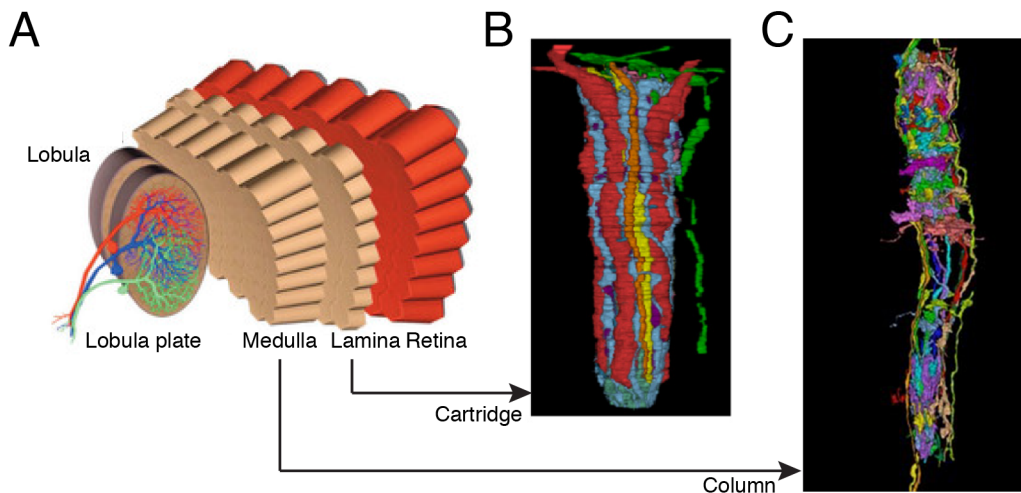 A
B
C
Lobula
Lobula plate
Medulla
Lamina
Retina
Cartridge
Column